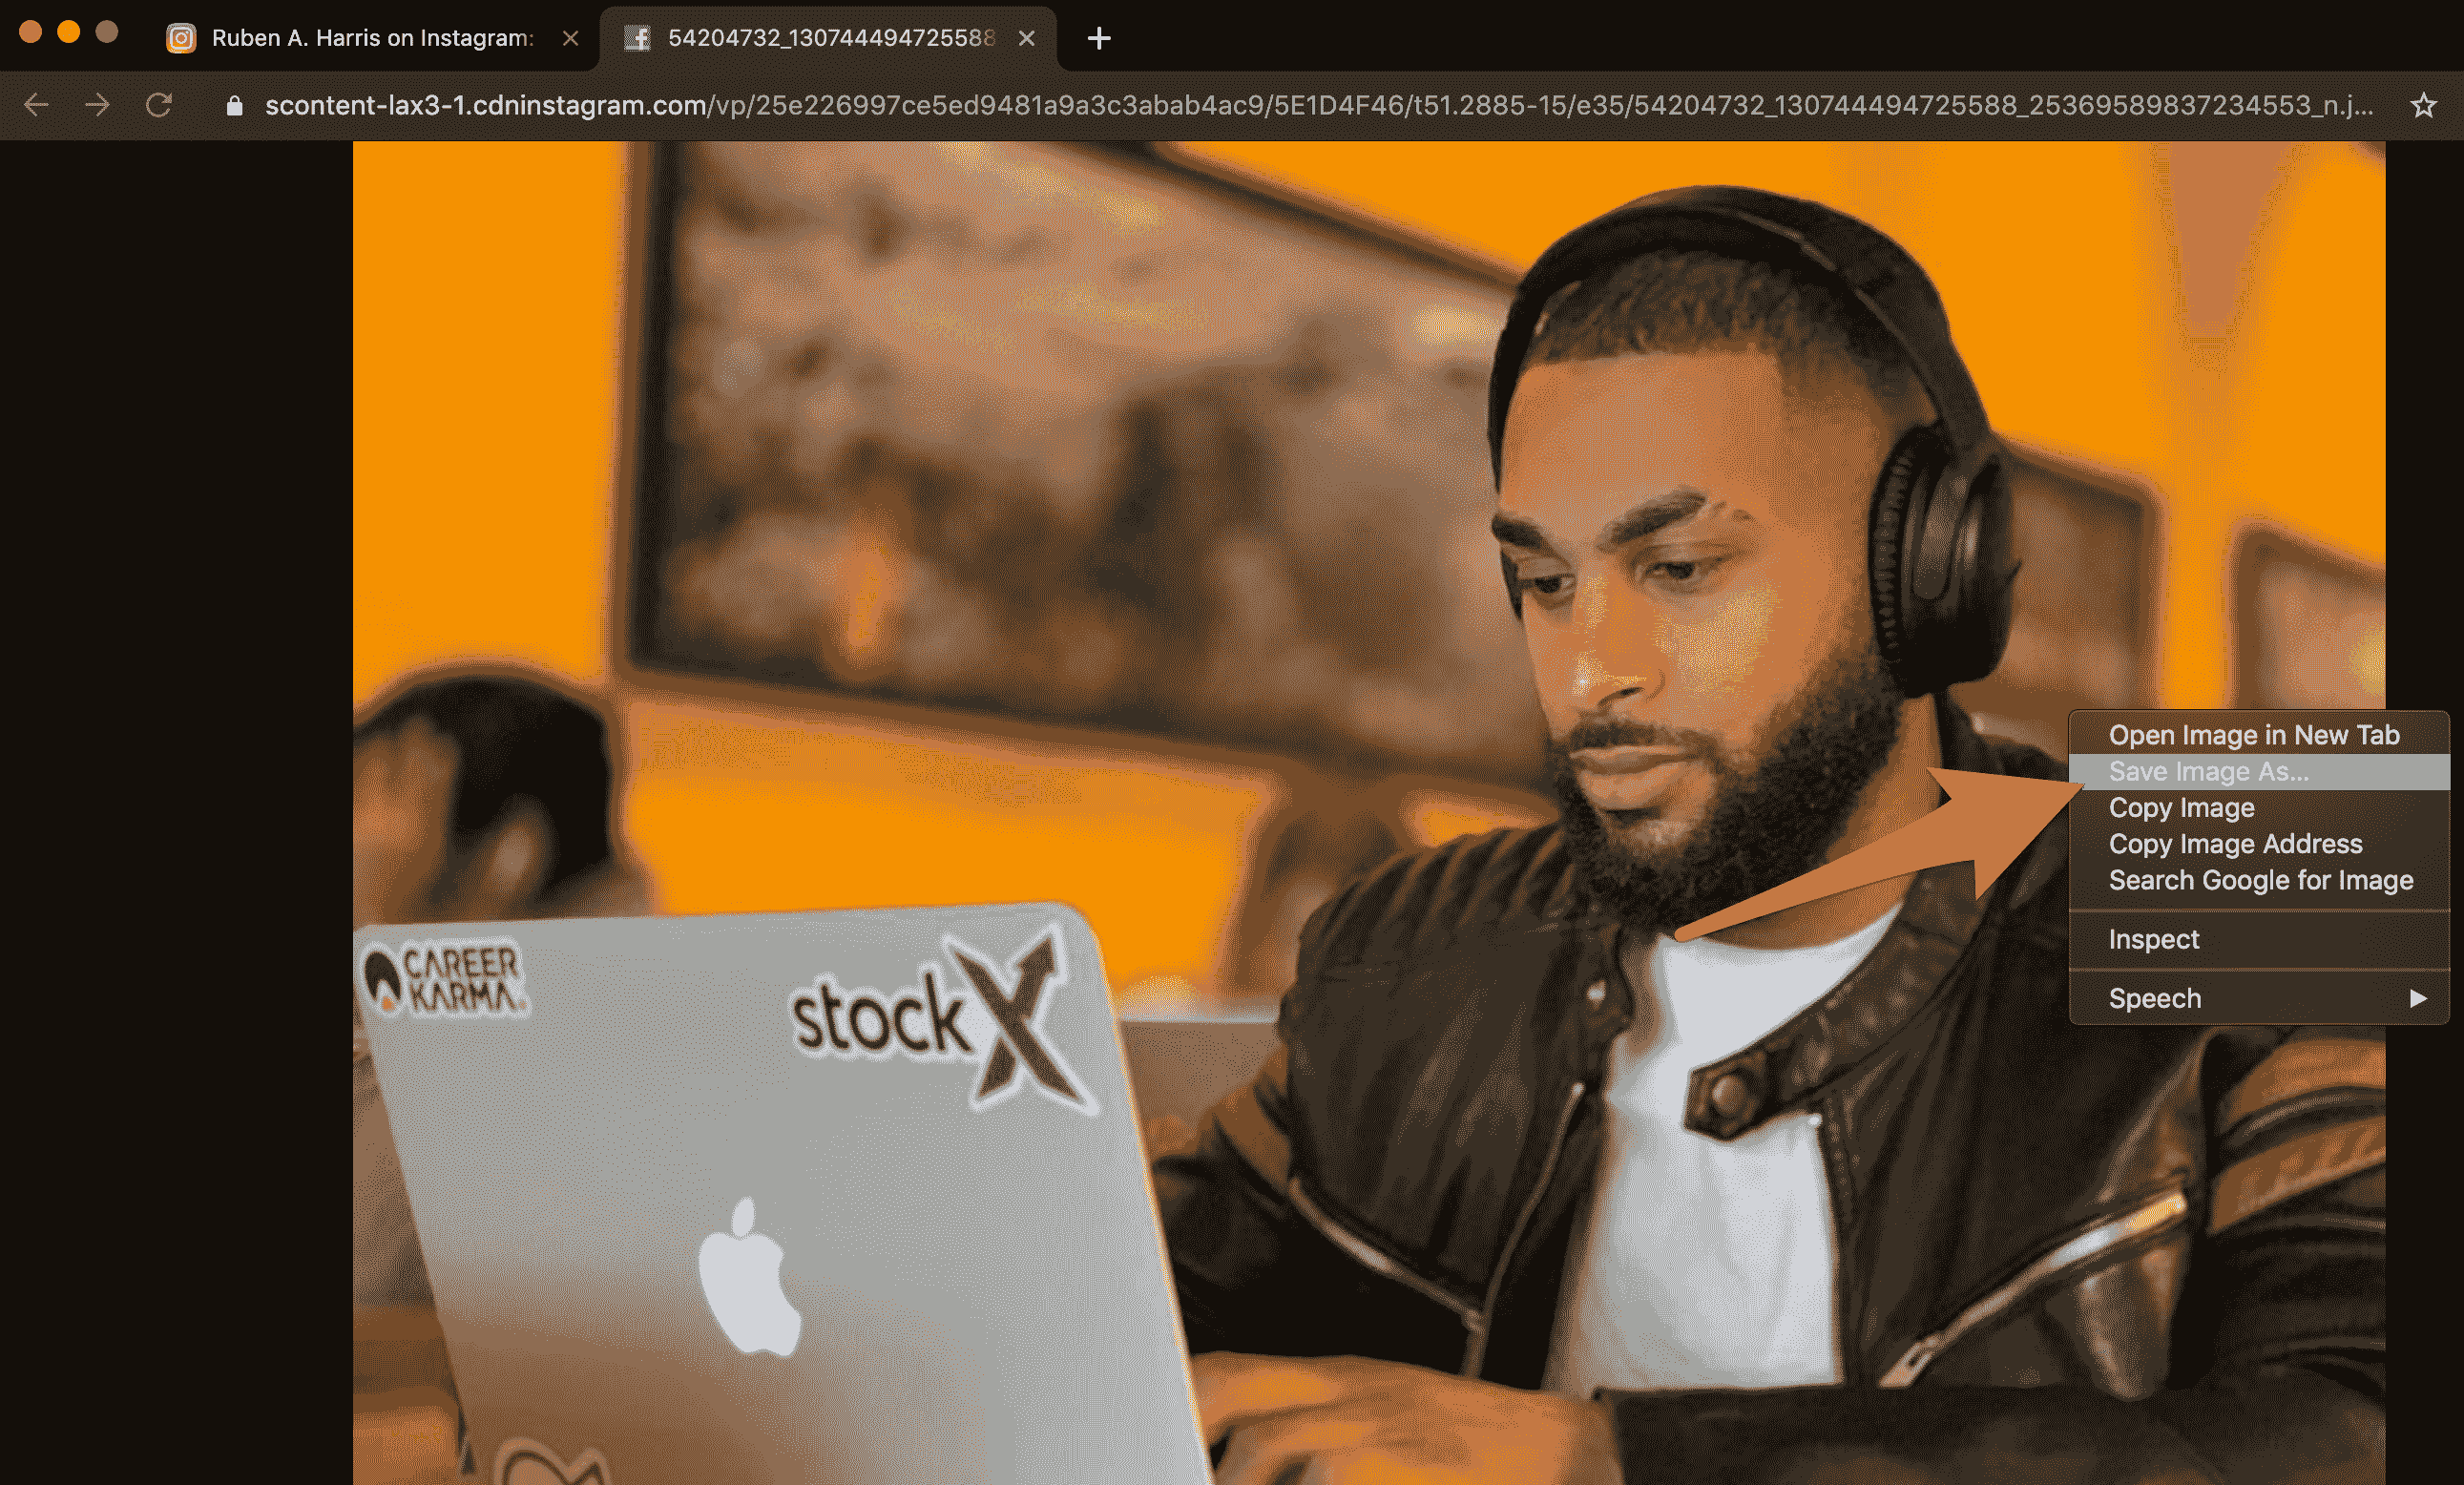 Ruben A. Harris on Instagram:
54204732_130744494725588
scontent-lax3-1.cdninstagram.com/vp/25e226997ce5ed9481a9a3c3abab4ac9/5E1D4F46/t51.2885-15/e35/54204732_130744494725588_25369589837234553_n.j...
Open Image in New Tab
Save Image As...
Copy Image
Copy Image Address
Search Google for Image
Inspect
Speech
CAREER
KARMA
stockX